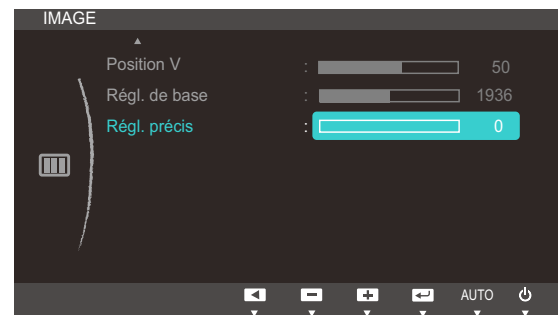 IMAGE
Position V : 50
Régl. de base : 1936
Régl. précis : 0
AUTO